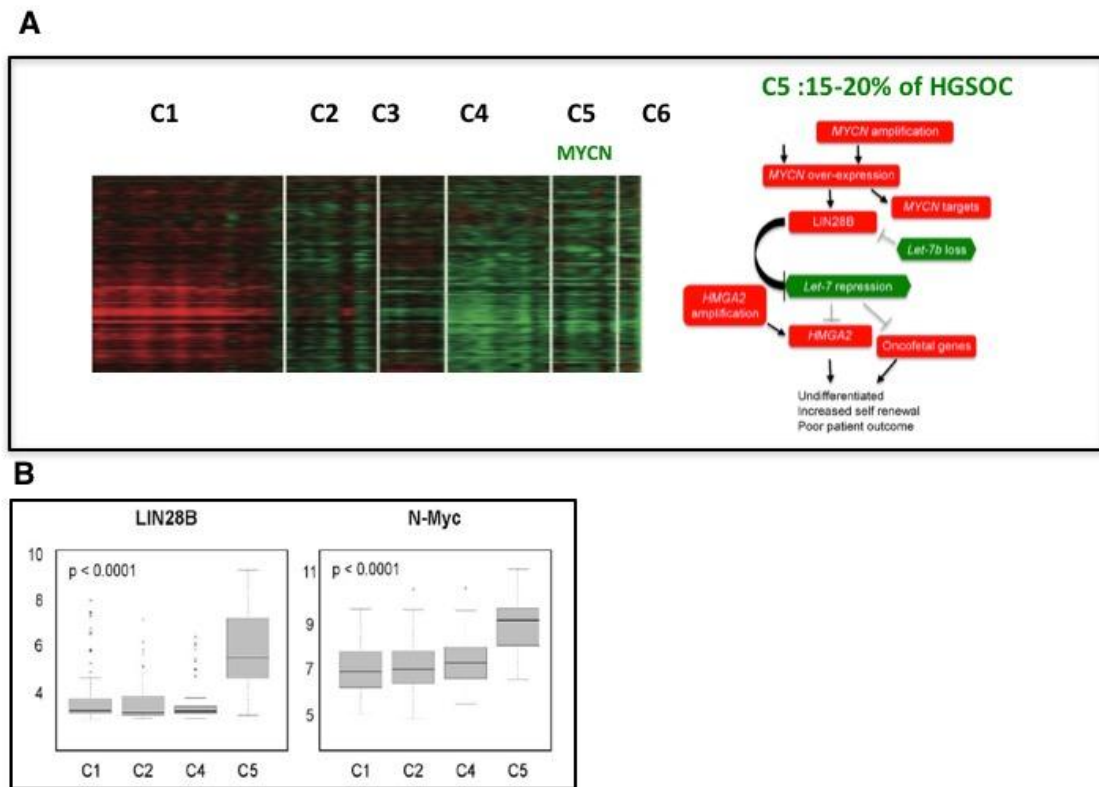 A
C1 C2 C3 C4 C5 C6
MYCN
C5 :15-20% of HGSOC
MYCN amplification
MYCN over-expression
MYCN targets
LIN28B
Let-7b loss
Let-7 repression
HMGA2
amplification
HMGA2
Oncofetal genes
Undifferentiated
Increased self renewal
Poor patient outcome
B
LIN28B
p < 0.0001
10
8
6
4
C1 C2 C4 C5
N-Myc
p < 0.0001
11
9
7
5
C1 C2 C4 C5